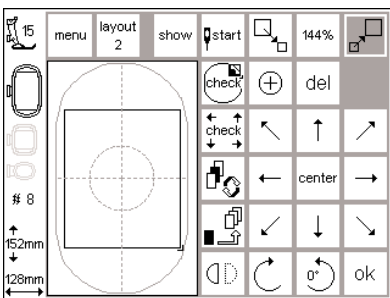 15
menu
layout
2
show
start
144%
check
del
check
center
# 8
152mm
128mm
0°
ok